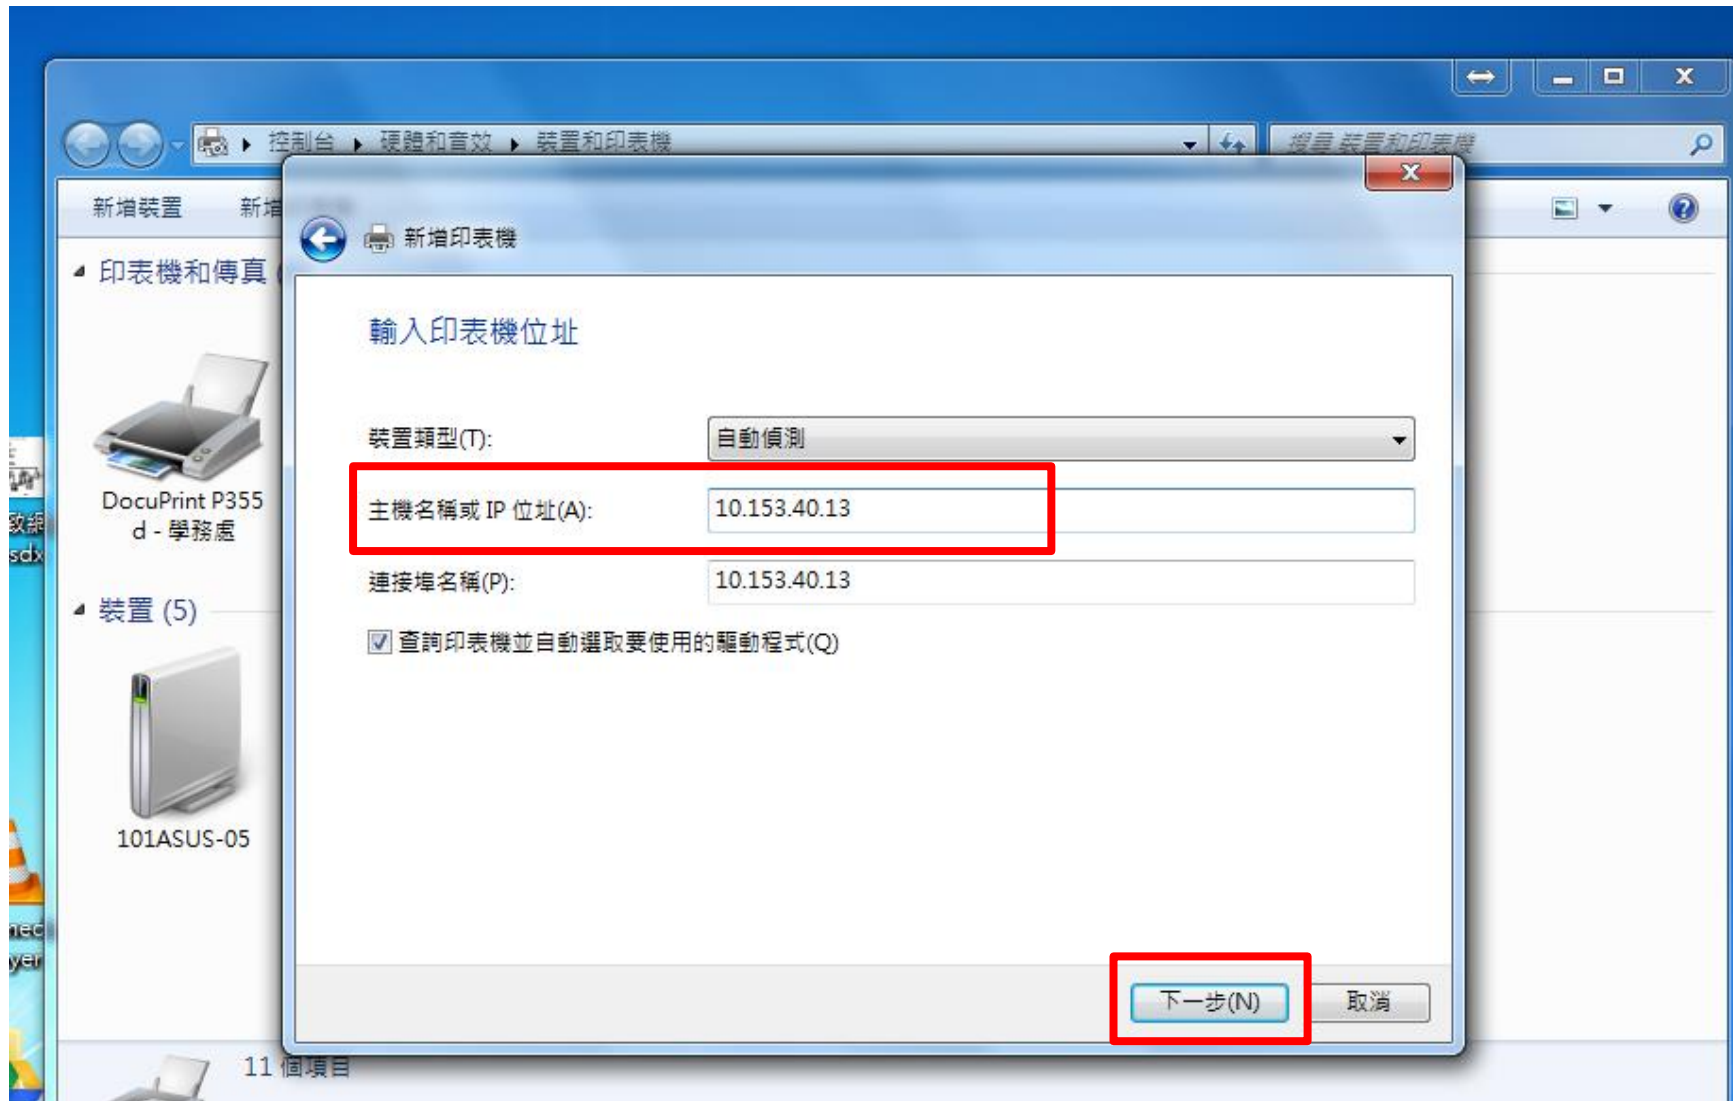 控制台 ▸ 硬體和音效 ▸ 裝置和印表機
搜尋 裝置和印表機
新增裝置 新增
新增印表機
印表機和傳真
輸入印表機位址
裝置類型(T): 自動偵測
主機名稱或 IP 位址(A): 10.153.40.13
連接埠名稱(P): 10.153.40.13
查詢印表機並自動選取要使用的驅動程式(Q)
DocuPrint P355
d - 學務處
sdx
裝置 (5)
101ASUS-05
yer
下一步(N) 取消
11 個項目